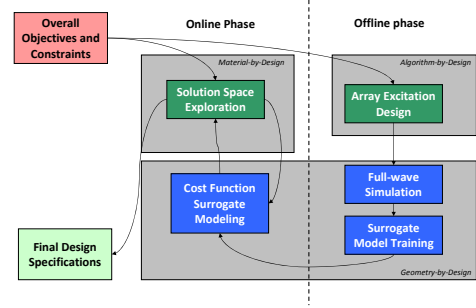 Online Phase
Offline phase
Overall
Objectives and
Constraints
Material-by-Design
Algorithm-by-Design
Solution Space
Exploration
Array Excitation
Design
Cost Function
Surrogate
Modeling
Full-wave
Simulation
Surrogate
Model Training
Final Design
Specifications
Geometry-by-Design